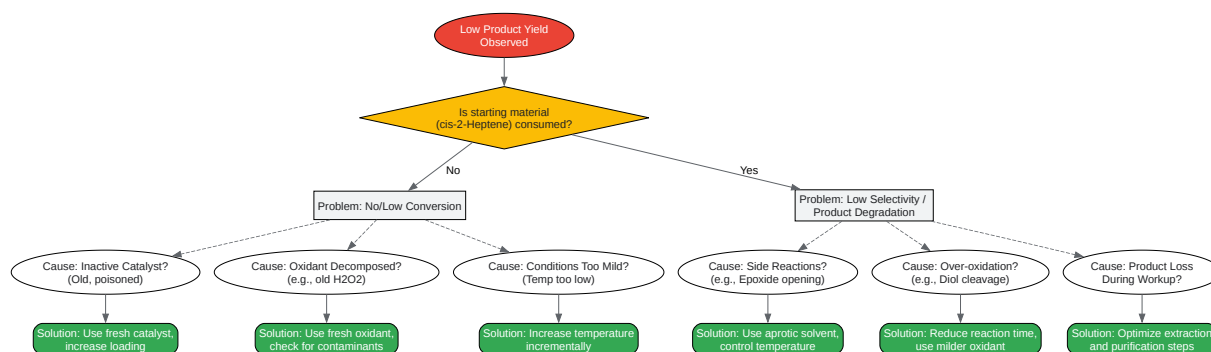 Low Product Yield
Observed
Is starting material
(cis-2-Heptene) consumed?
No
Yes
Problem: No/Low Conversion
Problem: Low Selectivity /
Product Degradation
Cause: Inactive Catalyst?
(Old, poisoned)
Cause: Oxidant Decomposed?
(e.g., old H2O2)
Cause: Conditions Too Mild?
(Temp too low)
Cause: Side Reactions?
(e.g., Epoxide opening)
Cause: Over-oxidation?
(e.g., Diol cleavage)
Cause: Product Loss
During Workup?
Solution: Use fresh catalyst,
increase loading
Solution: Use fresh oxidant,
check for contaminants
Solution: Increase temperature
incrementally
Solution: Use aprotic solvent,
control temperature
Solution: Reduce reaction time,
use milder oxidant
Solution: Optimize extraction
and purification steps